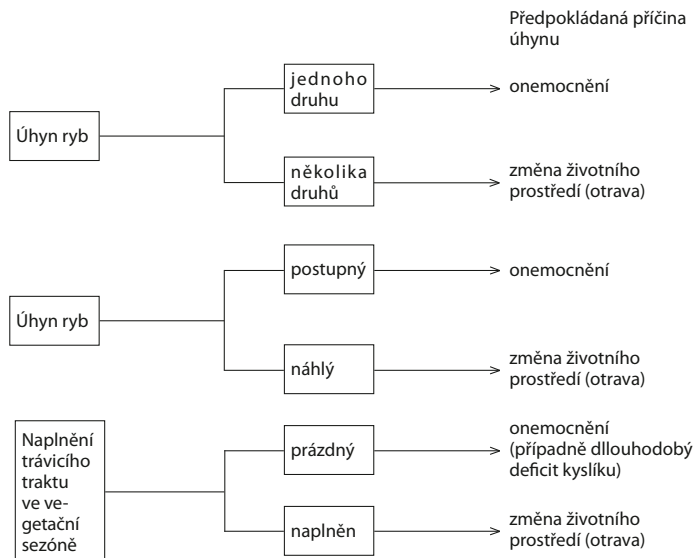 Předpokládaná příčina
úhynu
jednoho
druhu
onemocnění
Úhyn ryb
několika
druhů
změna životního
prostředí (otrava)
postupný
onemocnění
Úhyn ryb
náhlý
změna životního
prostředí (otrava)
Naplnění
trávicího
traktu
ve ve-
getační
sezóně
prázdný
onemocnění
(případně dllouhodobý
deficit kyslíku)
naplněn
změna životního
prostředí (otrava)